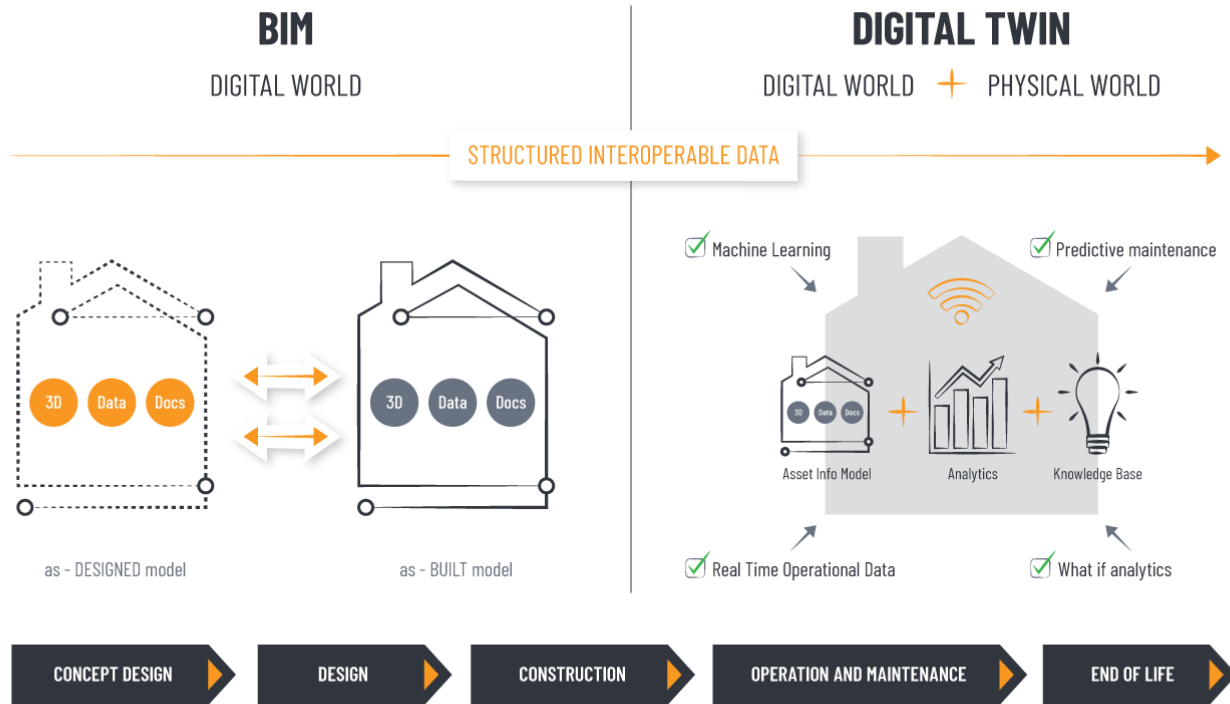 BIM
DIGITAL WORLD
DIGITAL TWIN
DIGITAL WORLD + PHYSICAL WORLD
STRUCTURED INTEROPERABLE DATA
3D Data Docs
as - DESIGNED model
3D Data Docs
as - BUILT model
Machine Learning
Predictive maintenance
3D Data Docs
Asset Info Model
+
Analytics
+
Knowledge Base
Real Time Operational Data
What if analytics
CONCEPT DESIGN
DESIGN
CONSTRUCTION
OPERATION AND MAINTENANCE
END OF LIFE